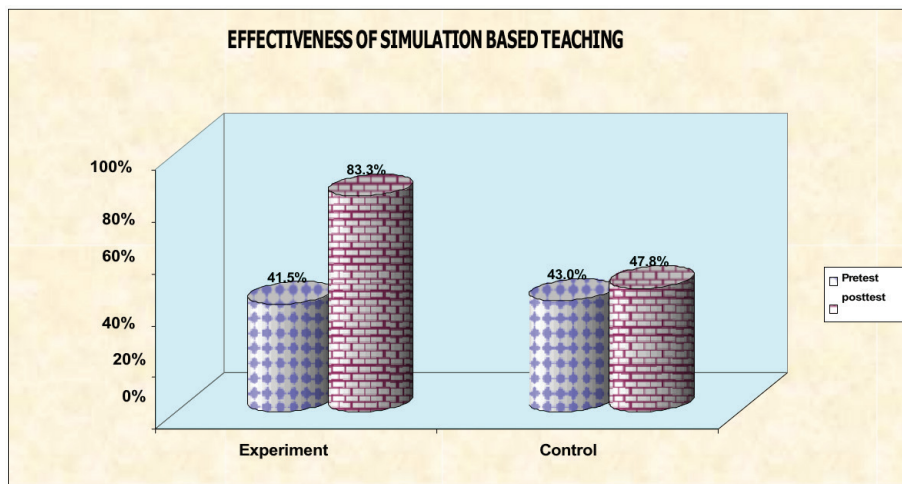 EFFECTIVENESS OF SIMULATION BASED TEACHING
100%
80%
60%
40%
20%
0%
41.5%
83.3%
43.0%
47.8%
Experiment
Control
Pretest
posttest